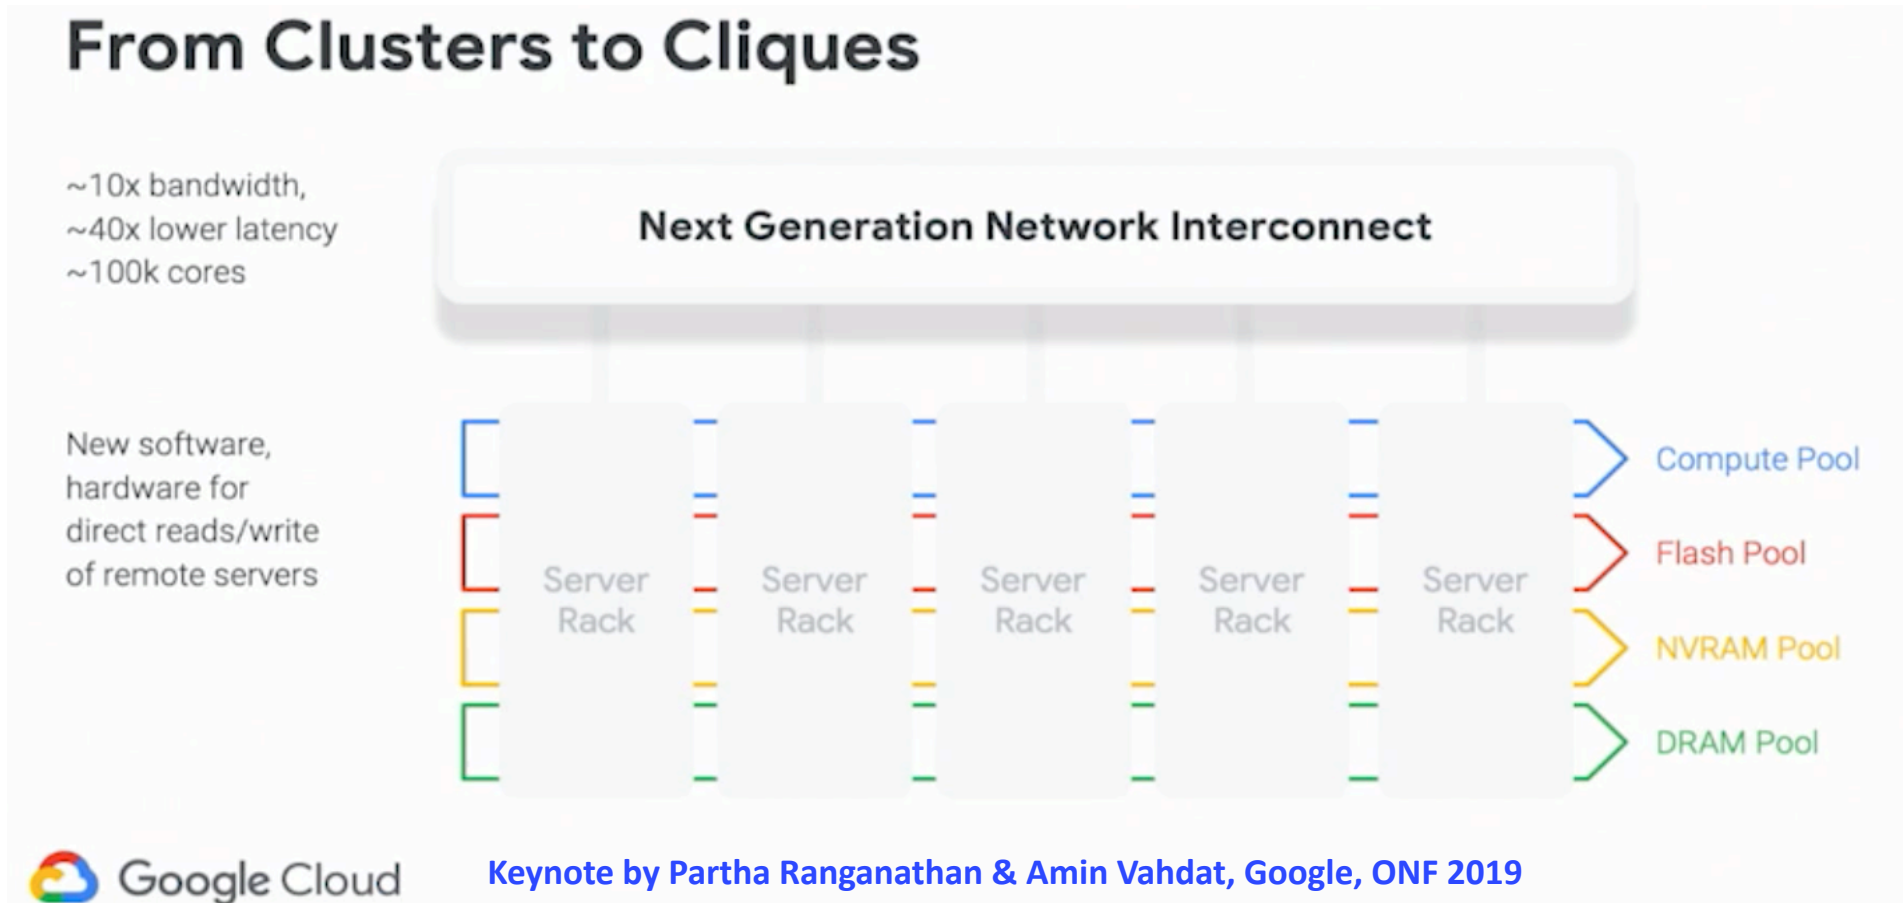 From Clusters to Cliques
~10x bandwidth,
~40x lower latency
~100k cores
Next Generation Network Interconnect
New software,
hardware for
direct reads/write
of remote servers
Server
Rack
Server
Rack
Server
Rack
Server
Rack
Server
Rack
Compute Pool
Flash Pool
NVRAM Pool
DRAM Pool
Google Cloud
Keynote by Partha Ranganathan & Amin Vahdat, Google, ONF 2019